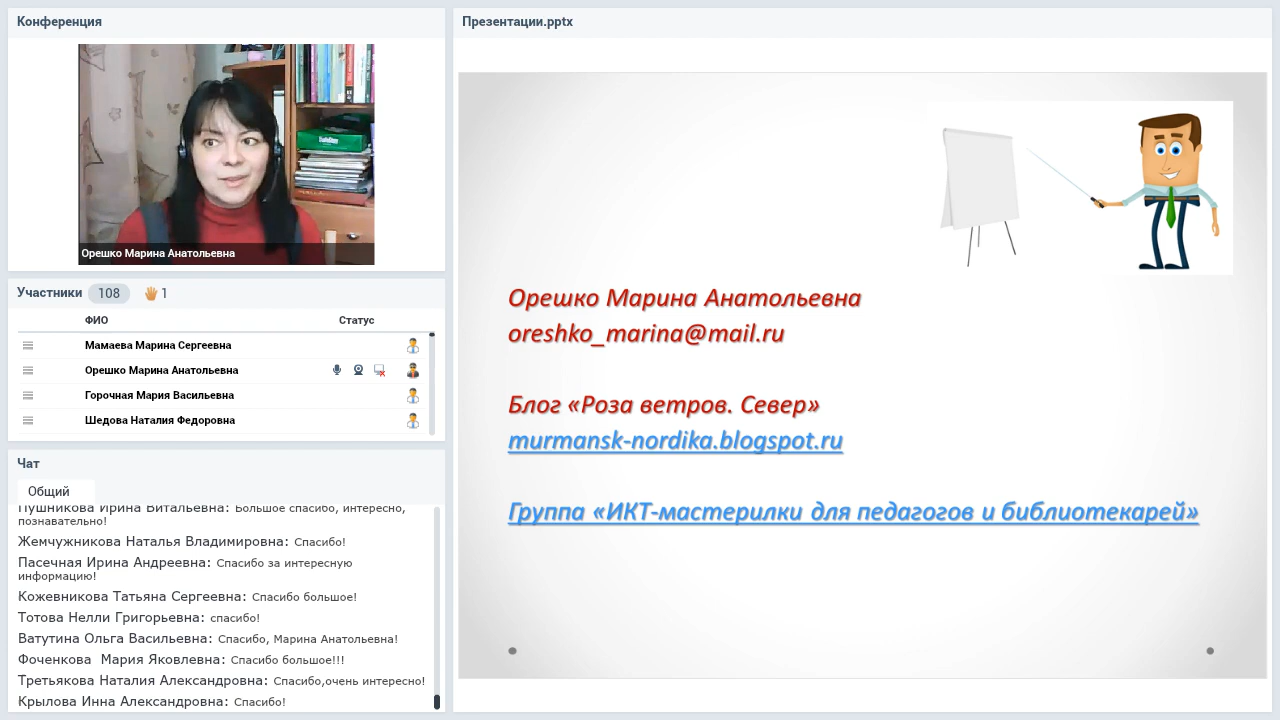 Конференция
Орешко Марина Анатольевна
Участники 108 1
ФИО Статус
Мамаева Марина Сергеевна
Орешко Марина Анатольевна
Горочная Мария Васильевна
Шедова Наталия Федоровна
Чат
Общий
Пушникова Ирина Витальевна: Большое спасибо, интересно,
познавательно!
Жемчужникова Наталья Владимировна: Спасибо!
Пасечная Ирина Андреевна: Спасибо за интересную
информацию!
Кожевникова Татьяна Сергеевна: Спасибо большое!
Тотова Нелли Григорьевна: спасибо!
Ватутина Ольга Васильевна: Спасибо, Марина Анатольевна!
Фоченкова  Мария Яковлевна: Спасибо большое!!!
Третьякова Наталия Александровна: Спасибо,очень интересно!
Крылова Инна Александровна: Спасибо!
Презентации.pptx
Орешко Марина Анатольевна
oreshko_marina@mail.ru
Блог «Роза ветров. Север»
murmansk-nordika.blogspot.ru
Группа «ИКТ-мастерилки для педагогов и библиотекарей»